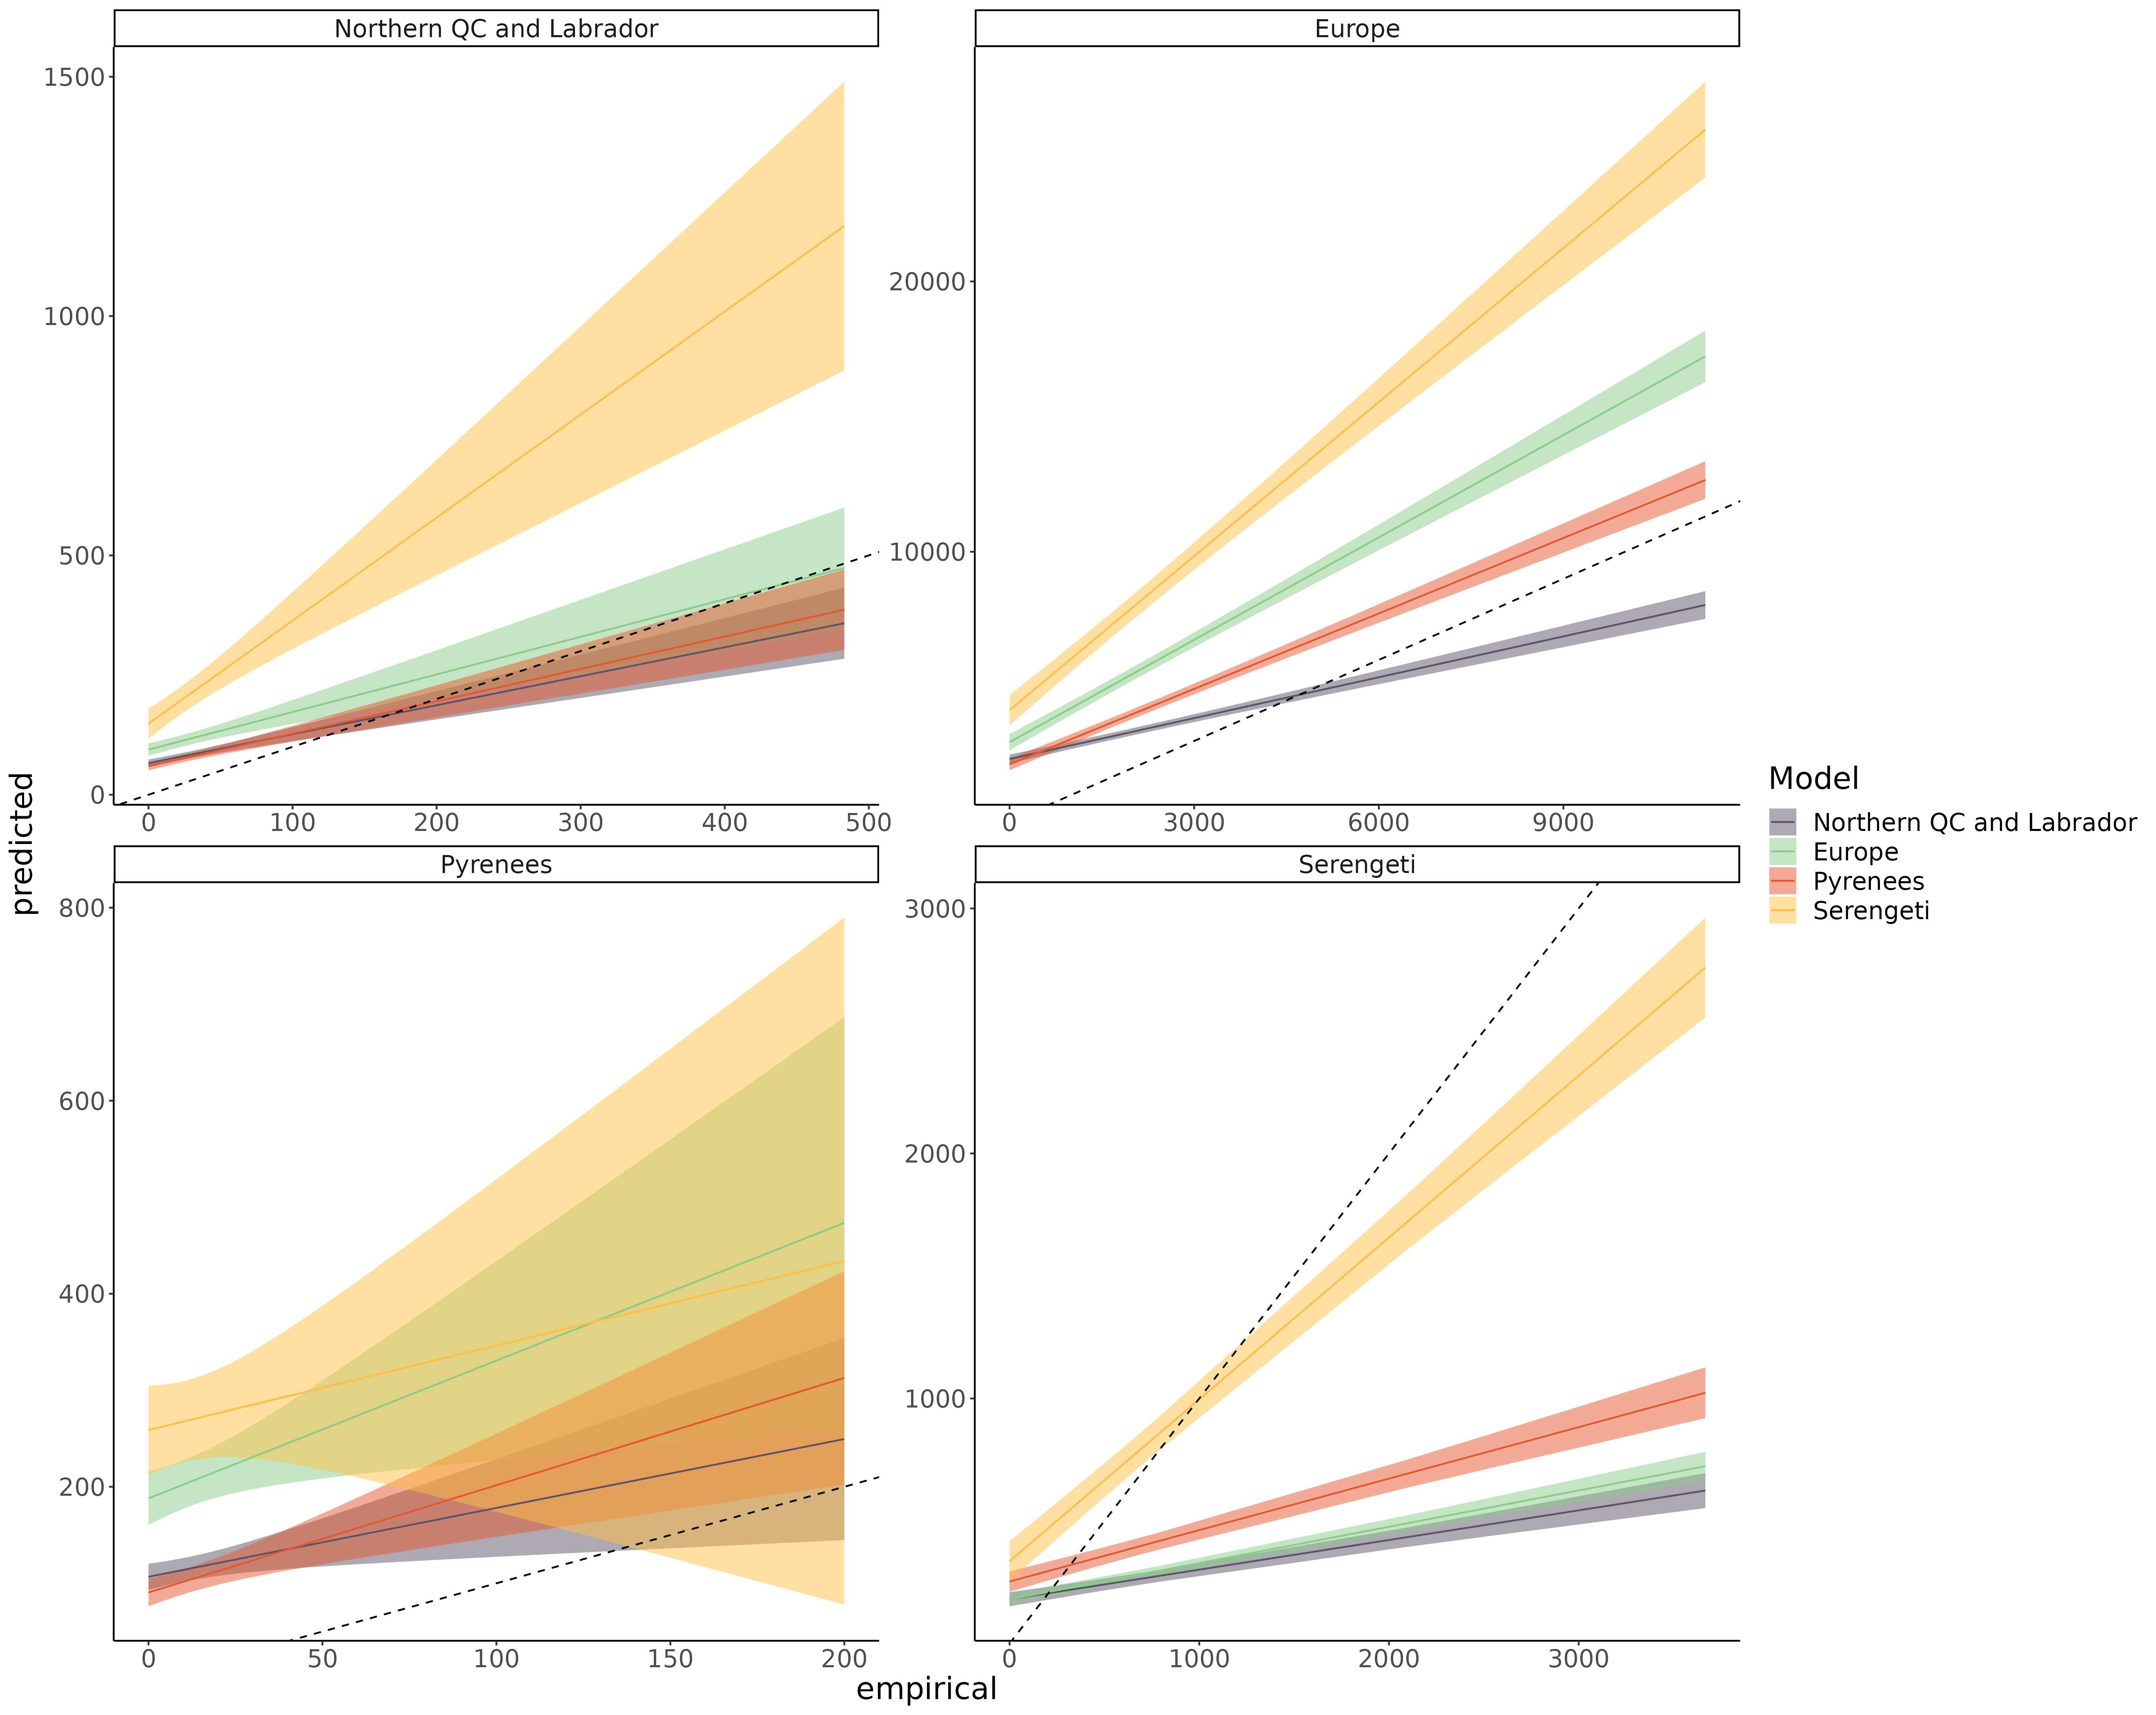 Northern QC and Labrador
Europe
1500
1000
500
0
20000
10000
0
100
200
300
400
500
0
3000
6000
9000
Pyrenees
Serengeti
800
600
400
200
3000
2000
1000
0
50
100
150
200
0
1000
2000
3000
predicted
empirical
Model
Northern QC and Labrador
Europe
Pyrenees
Serengeti